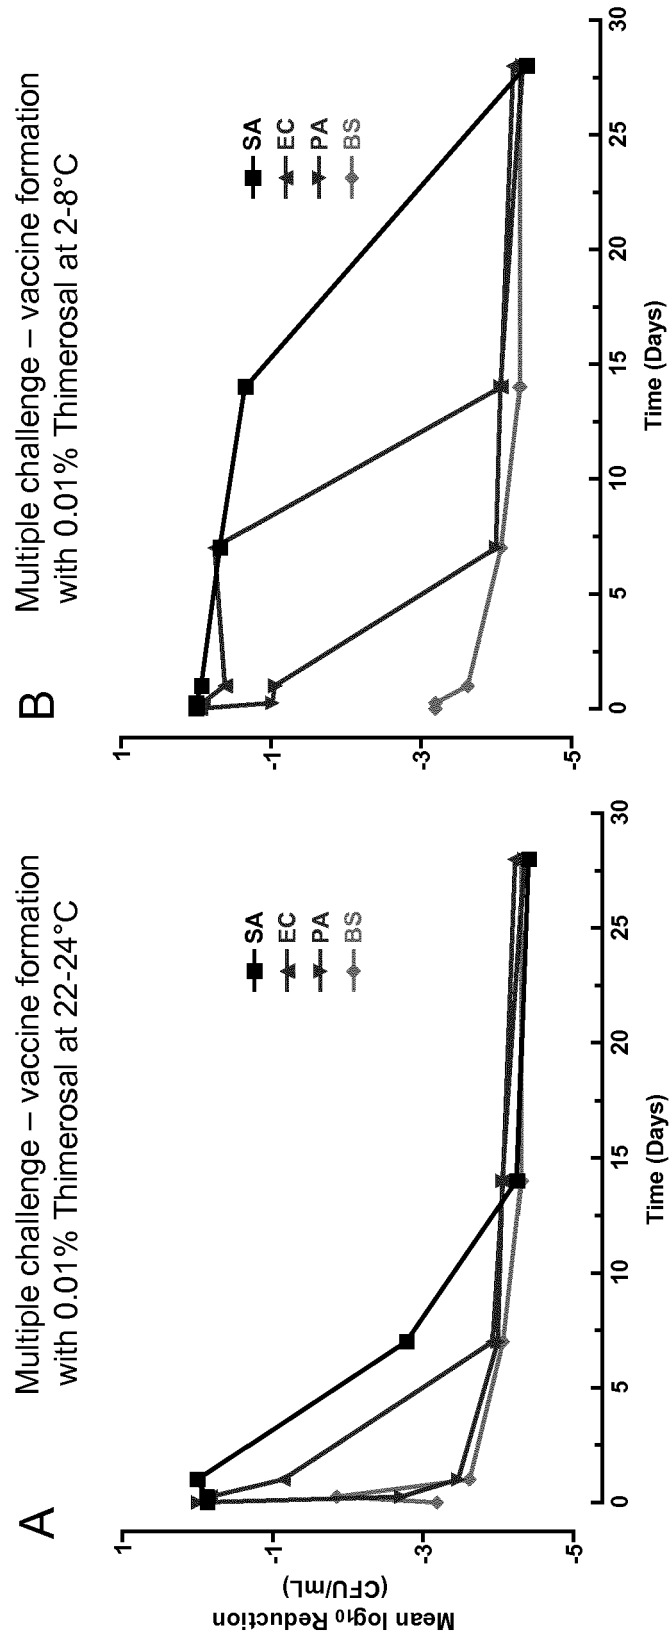 A
Multiple challenge – vaccine formation
with 0.01% Thimerosal at 22-24°C
Mean log₁₀ Reduction
(CFU/mL)
1
-1
-3
-5
SA
EC
PA
BS
0
5
10
15
20
25
30
Time (Days)
B
Multiple challenge – vaccine formation
with 0.01% Thimerosal at 2-8°C
1
-1
-3
-5
SA
EC
PA
BS
0
5
10
15
20
25
30
Time (Days)